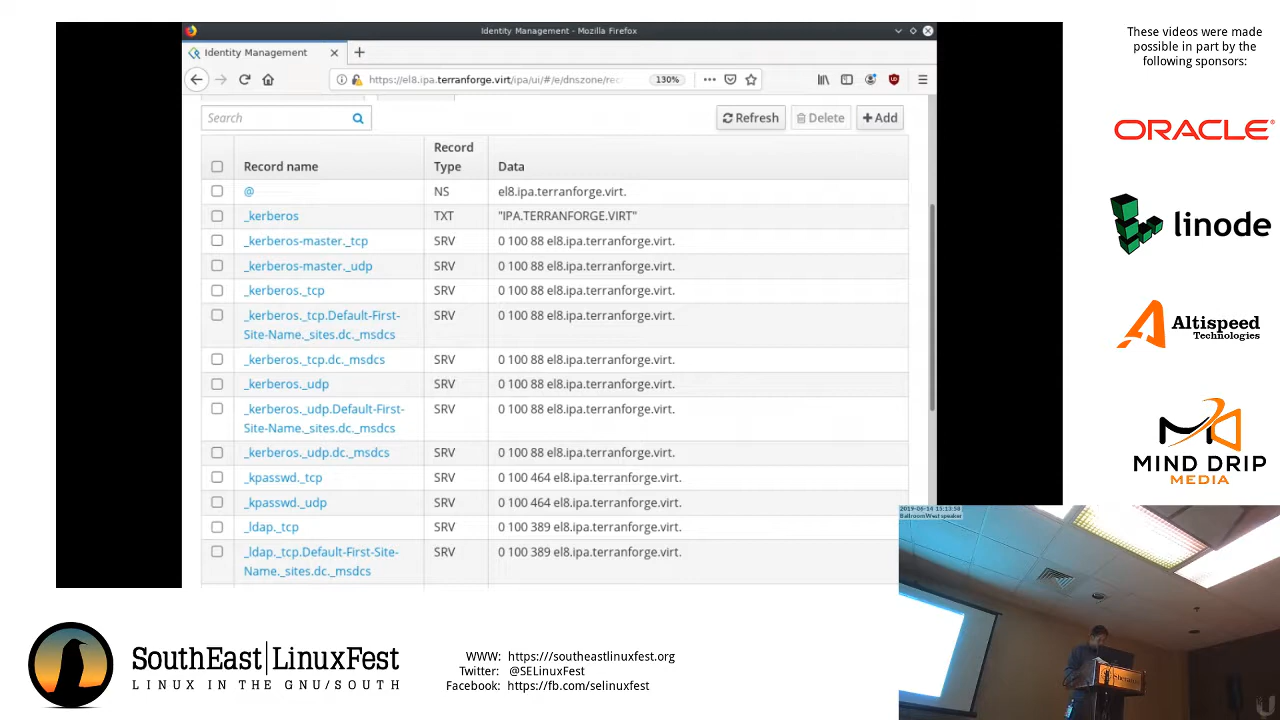 Identity Management - Mozilla Firefox
Identity Management
https://el8.ipa.terranforge.virt/ipa/ui/#/e/dnszone/rec
130%
Search
Refresh
Delete
Add
Record name
Record Type
Data
@ NS el8.ipa.terranforge.virt.
_kerberos TXT "IPA.TERRANFORGE.VIRT"
_kerberos-master._tcp SRV 0 100 88 el8.ipa.terranforge.virt.
_kerberos-master._udp SRV 0 100 88 el8.ipa.terranforge.virt.
_kerberos._tcp SRV 0 100 88 el8.ipa.terranforge.virt.
_kerberos._tcp.Default-First- SRV 0 100 88 el8.ipa.terranforge.virt.
Site-Name._sites.dc._msdcs
_kerberos._tcp.dc._msdcs SRV 0 100 88 el8.ipa.terranforge.virt.
_kerberos._udp SRV 0 100 88 el8.ipa.terranforge.virt.
_kerberos._udp.Default-First- SRV 0 100 88 el8.ipa.terranforge.virt.
Site-Name._sites.dc._msdcs
_kerberos._udp.dc._msdcs SRV 0 100 88 el8.ipa.terranforge.virt.
_kpasswd._tcp SRV 0 100 464 el8.ipa.terranforge.virt.
_kpasswd._udp SRV 0 100 464 el8.ipa.terranforge.virt.
_ldap._tcp SRV 0 100 389 el8.ipa.terranforge.virt.
_ldap._tcp.Default-First-Site- SRV 0 100 389 el8.ipa.terranforge.virt.
Name._sites.dc._msdcs
These videos were made
possible in part by the
following sponsors:
ORACLE®
linode
Altispeed
Technologies
MIND DRIP
MEDIA
2019-06-14 15:13:58
BallroomWest speaker
Sheraton
SouthEast LinuxFest
LINUX IN THE GNU/SOUTH
WWW: https://southeastlinuxfest.org
Twitter: @SELinuxFest
Facebook: https://fb.com/selinuxfest